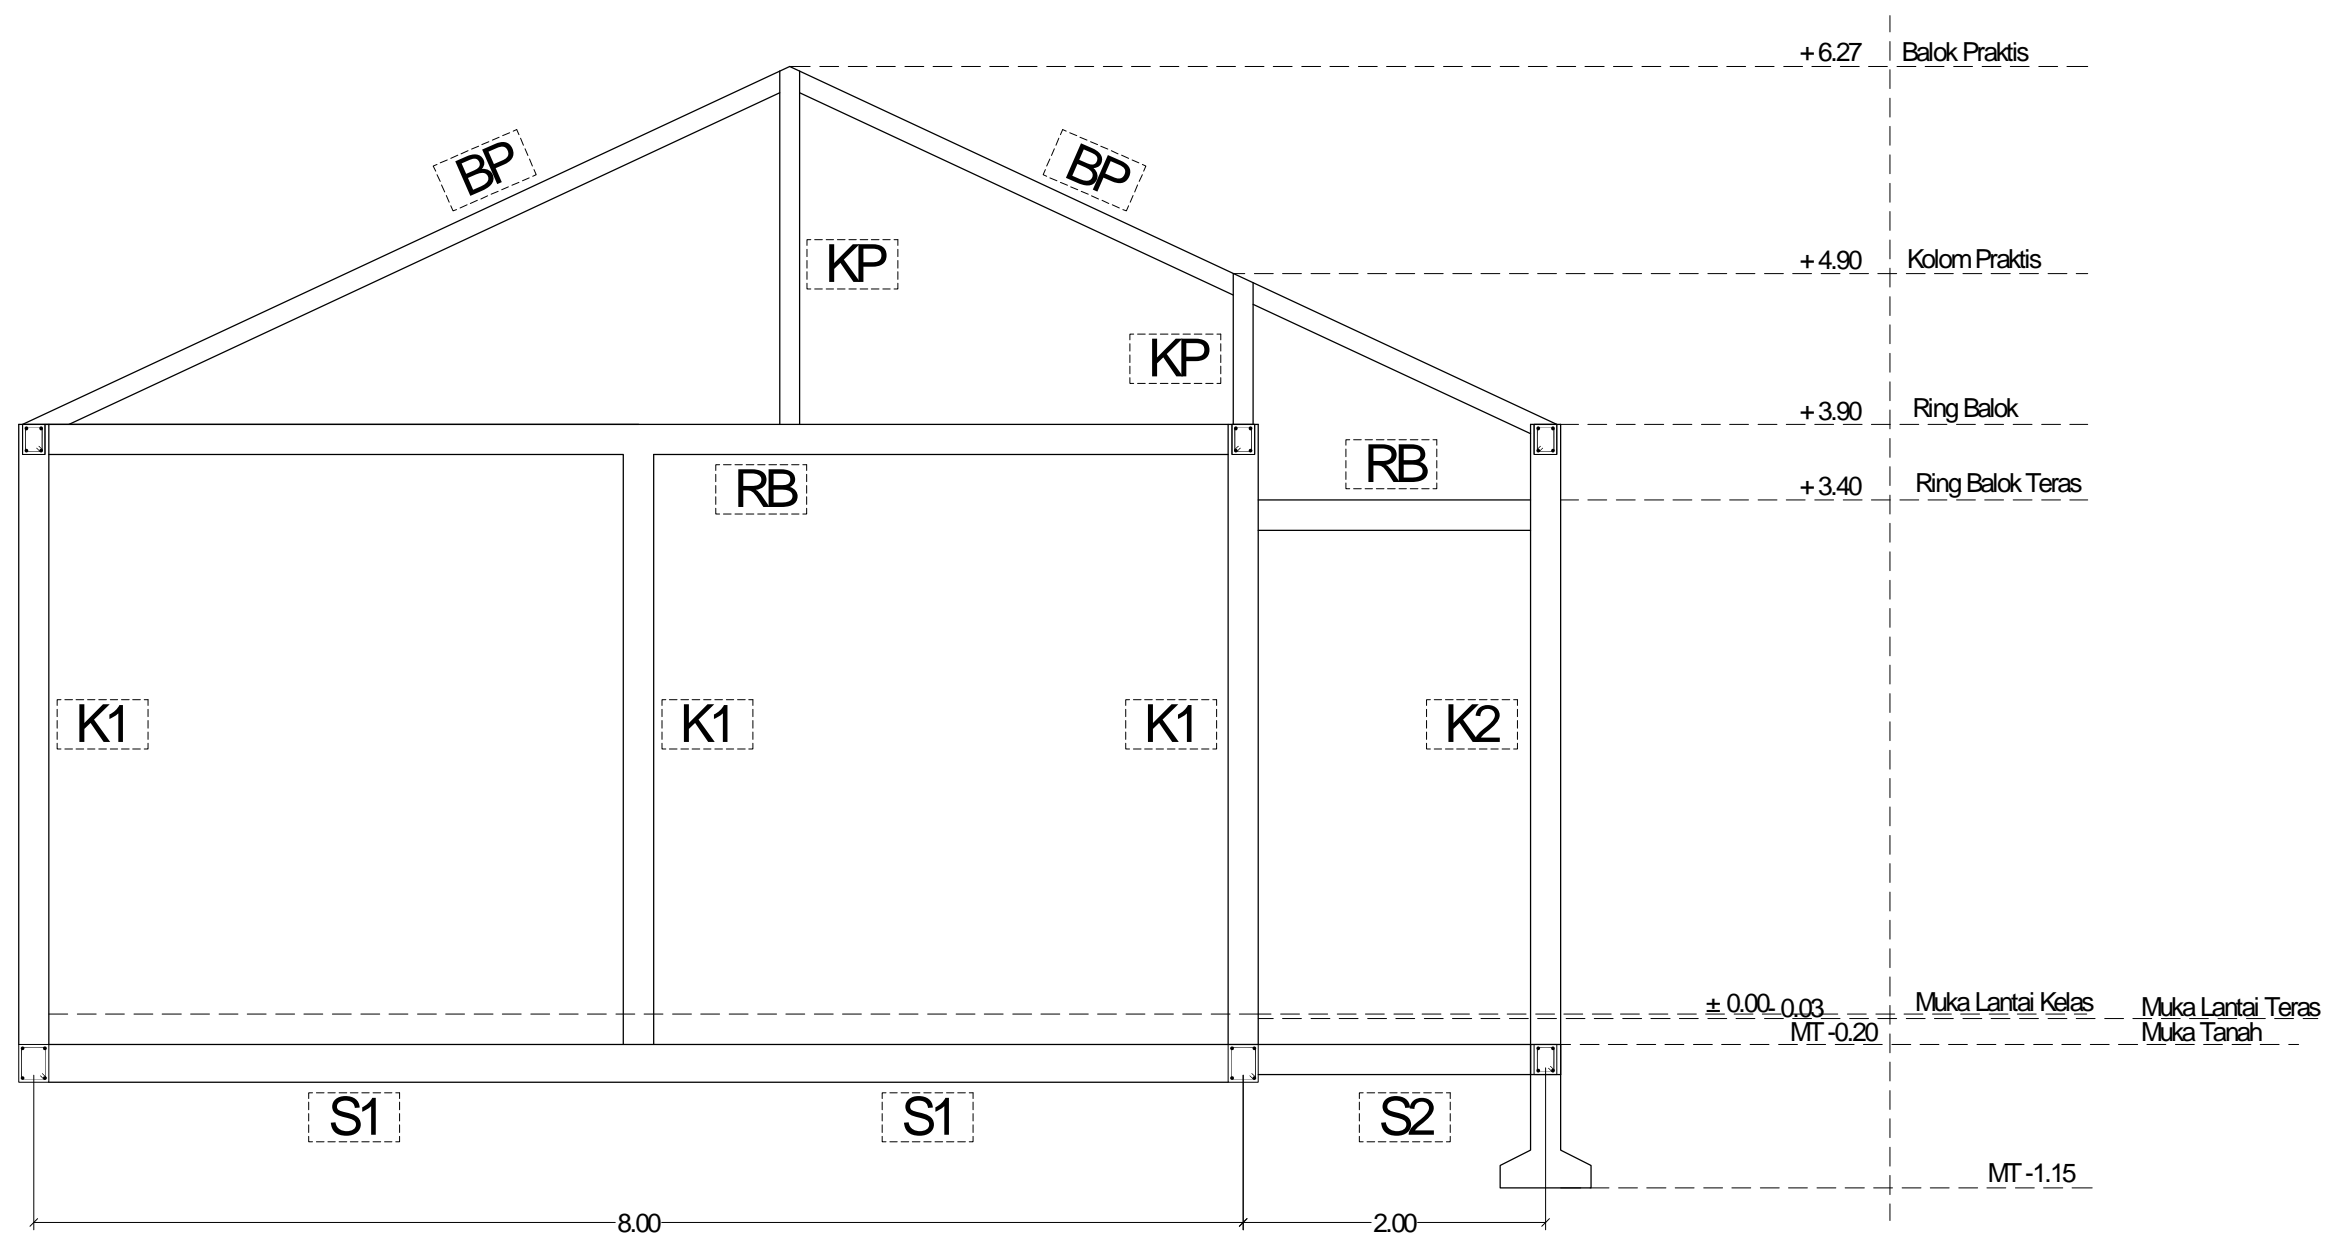 + 6.27 Balok Praktis
BP
BP
KP
+ 4.90 Kolom Praktis
KP
+ 3.90 Ring Balok
RB
RB
+ 3.40 Ring Balok Teras
K1
K1
K1
K2
± 0.00 Muka Lantai Kelas
- 0.03 Muka Lantai Teras
MT -0.20 Muka Tanah
S1
S1
S2
MT -1.15
8.00
2.00